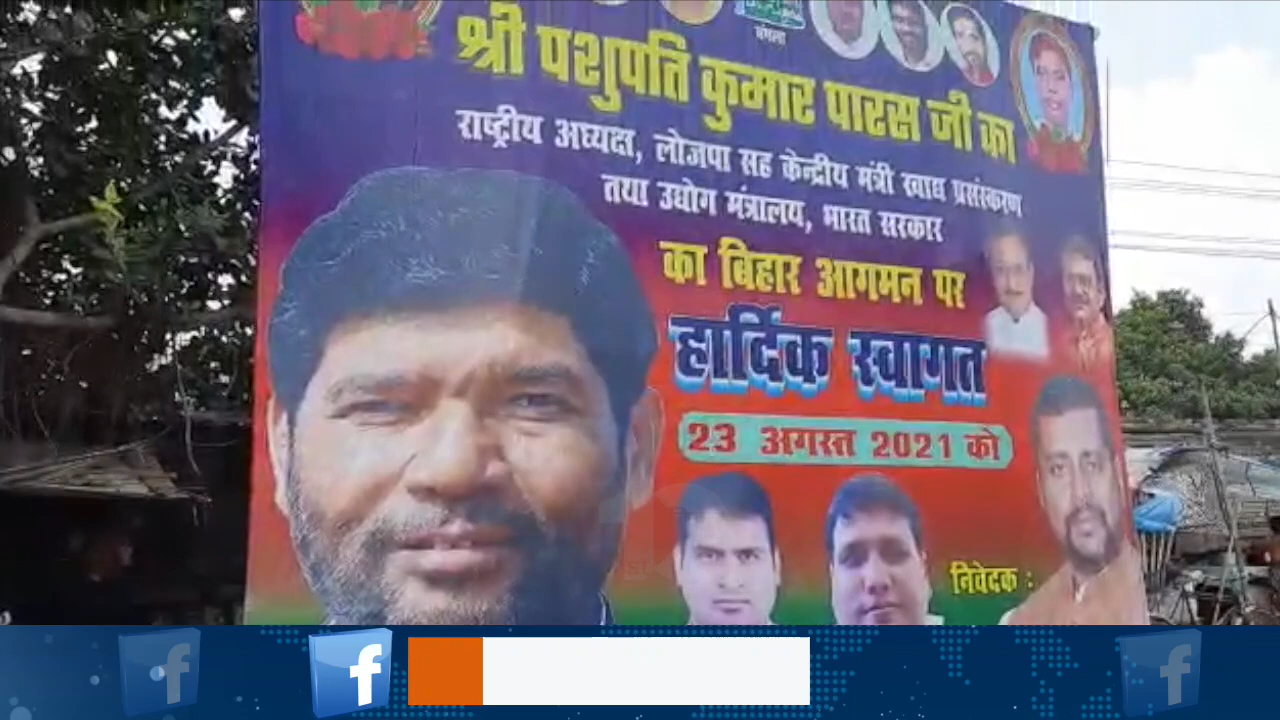 बंगला
श्री पशुपति कुमार पारस जी का
राष्ट्रीय अध्यक्ष, लोजपा सह केन्द्रीय मंत्री खाद्य प्रसंस्करण
तथा उद्योग मंत्रालय, भारत सरकार
का बिहार आगमन पर
हार्दिक स्वागत
23 अगस्त 2021 को
निवेदक :